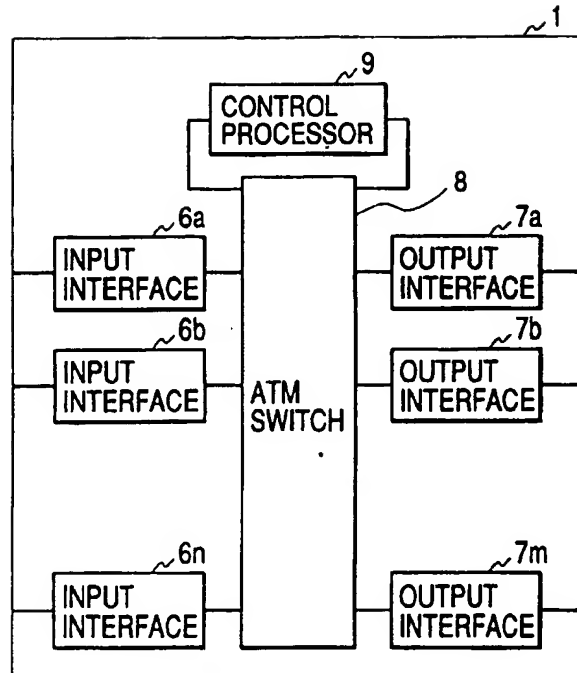 1
9
CONTROL
PROCESSOR
8
6a
7a
INPUT
INTERFACE
OUTPUT
INTERFACE
6b
7b
INPUT
INTERFACE
OUTPUT
INTERFACE
ATM
SWITCH
6n
7m
INPUT
INTERFACE
OUTPUT
INTERFACE